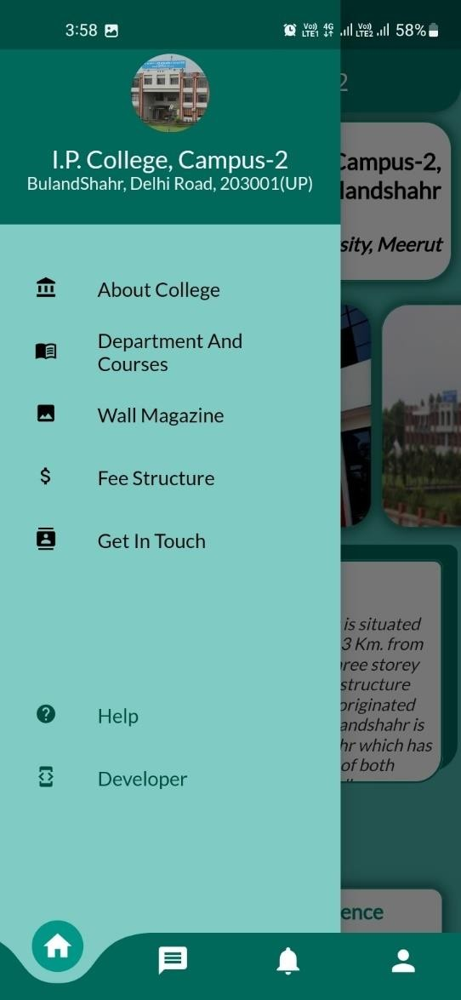 3:58
Vo)) LTE1 4G Vo)) LTE2 58%
2
I.P. College, Campus-2
BulandShahr, Delhi Road, 203001(UP)
Campus-2,
landshahr
sity, Meerut
About College
Department And
Courses
Wall Magazine
$ Fee Structure
Get In Touch
is situated
3 Km. from
ree storey
structure
originated
andshahr is
hr which has
of both
? Help
Developer
ence